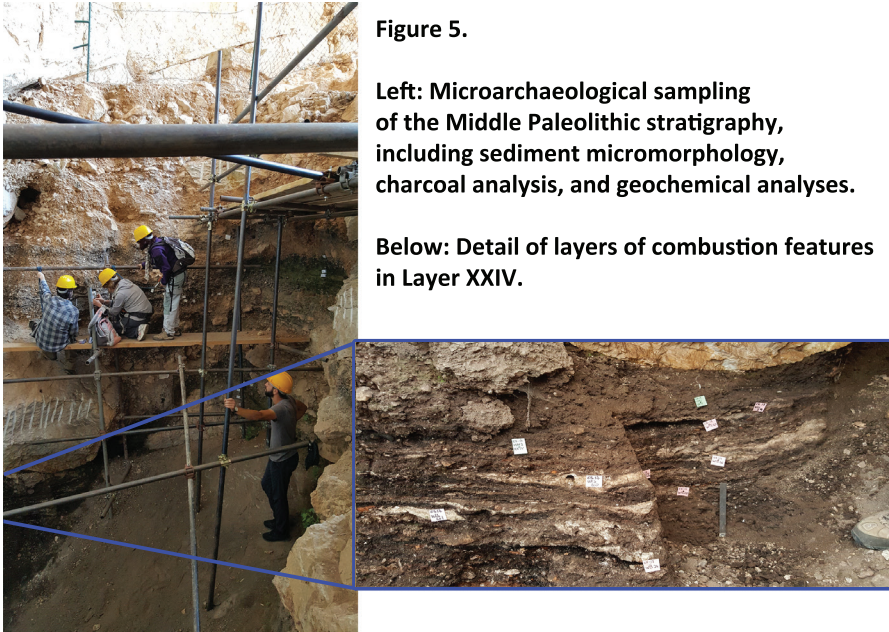 Figure 5.
Left: Microarchaeological sampling
of the Middle Paleolithic stratigraphy,
including sediment micromorphology,
charcoal analysis, and geochemical analyses.
Below: Detail of layers of combustion features
in Layer XXIV.